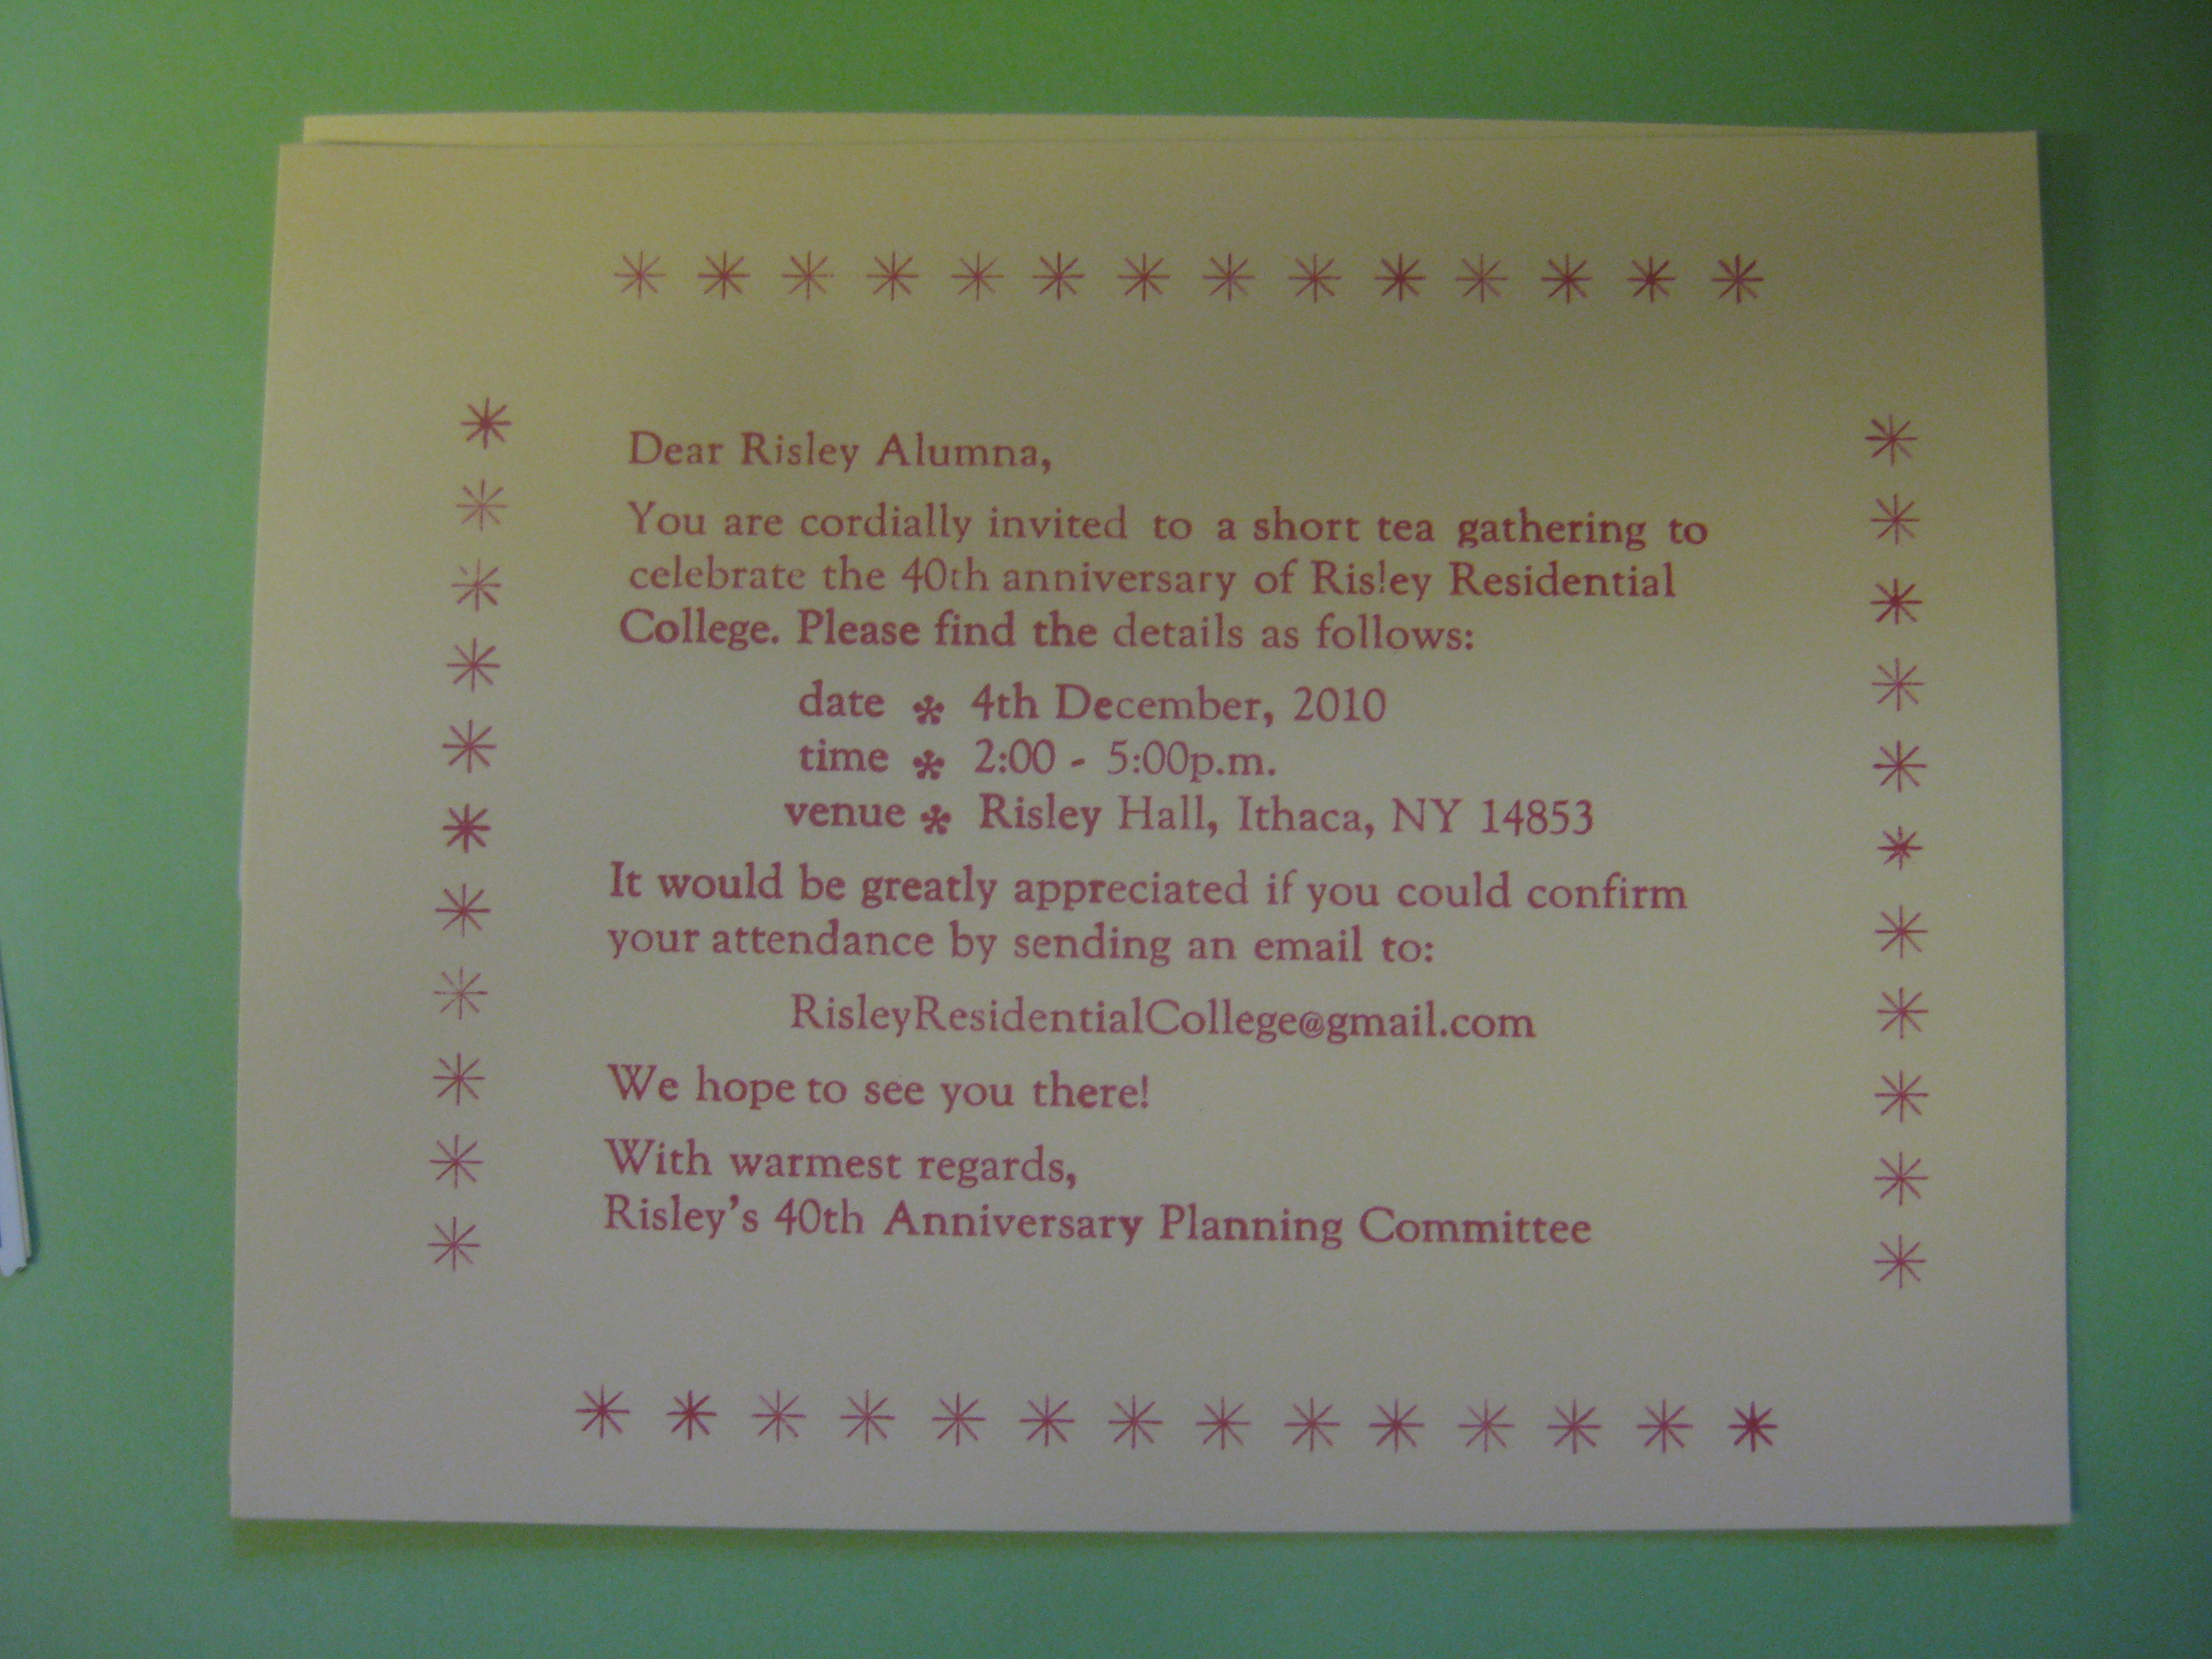 Dear Risley Alumna,
You are cordially invited to a short tea gathering to
celebrate the 40th anniversary of Risley Residential
College. Please find the details as follows:
date * 4th December, 2010
time * 2:00 - 5:00p.m.
venue * Risley Hall, Ithaca, NY 14853
It would be greatly appreciated if you could confirm
your attendance by sending an email to:
RisleyResidentialCollege@gmail.com
We hope to see you there!
With warmest regards,
Risley's 40th Anniversary Planning Committee